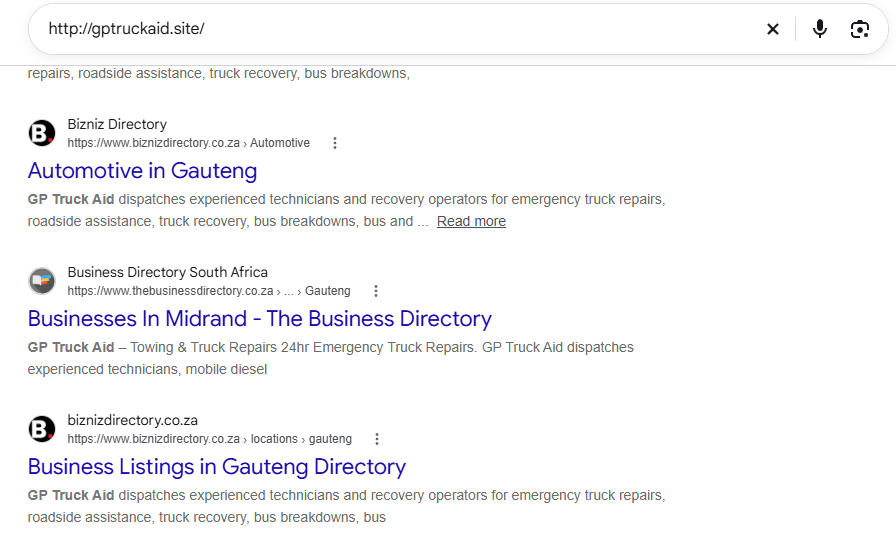 http://gptruckaid.site/
repairs, roadside assistance, truck recovery, bus breakdowns,
B.
Bizniz Directory
https://www.biznizdirectory.co.za › Automotive
Automotive in Gauteng
GP Truck Aid dispatches experienced technicians and recovery operators for emergency truck repairs,
roadside assistance, truck recovery, bus breakdowns, bus and ... Read more
Business Directory South Africa
https://www.thebusinessdirectory.co.za › ... › Gauteng
Businesses In Midrand - The Business Directory
GP Truck Aid – Towing & Truck Repairs 24hr Emergency Truck Repairs. GP Truck Aid dispatches
experienced technicians, mobile diesel
B.
biznizdirectory.co.za
https://www.biznizdirectory.co.za › locations › gauteng
Business Listings in Gauteng Directory
GP Truck Aid dispatches experienced technicians and recovery operators for emergency truck repairs,
roadside assistance, truck recovery, bus breakdowns, bus